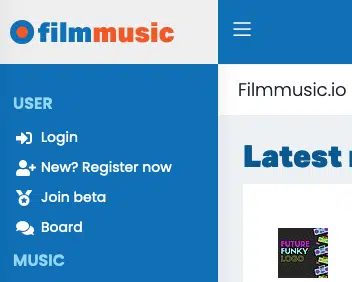 filmmusic
Filmmusic.io
USER
Login
New? Register now
Join beta
Board
MUSIC
Latest
FUTURE
FUNKY
LOGO